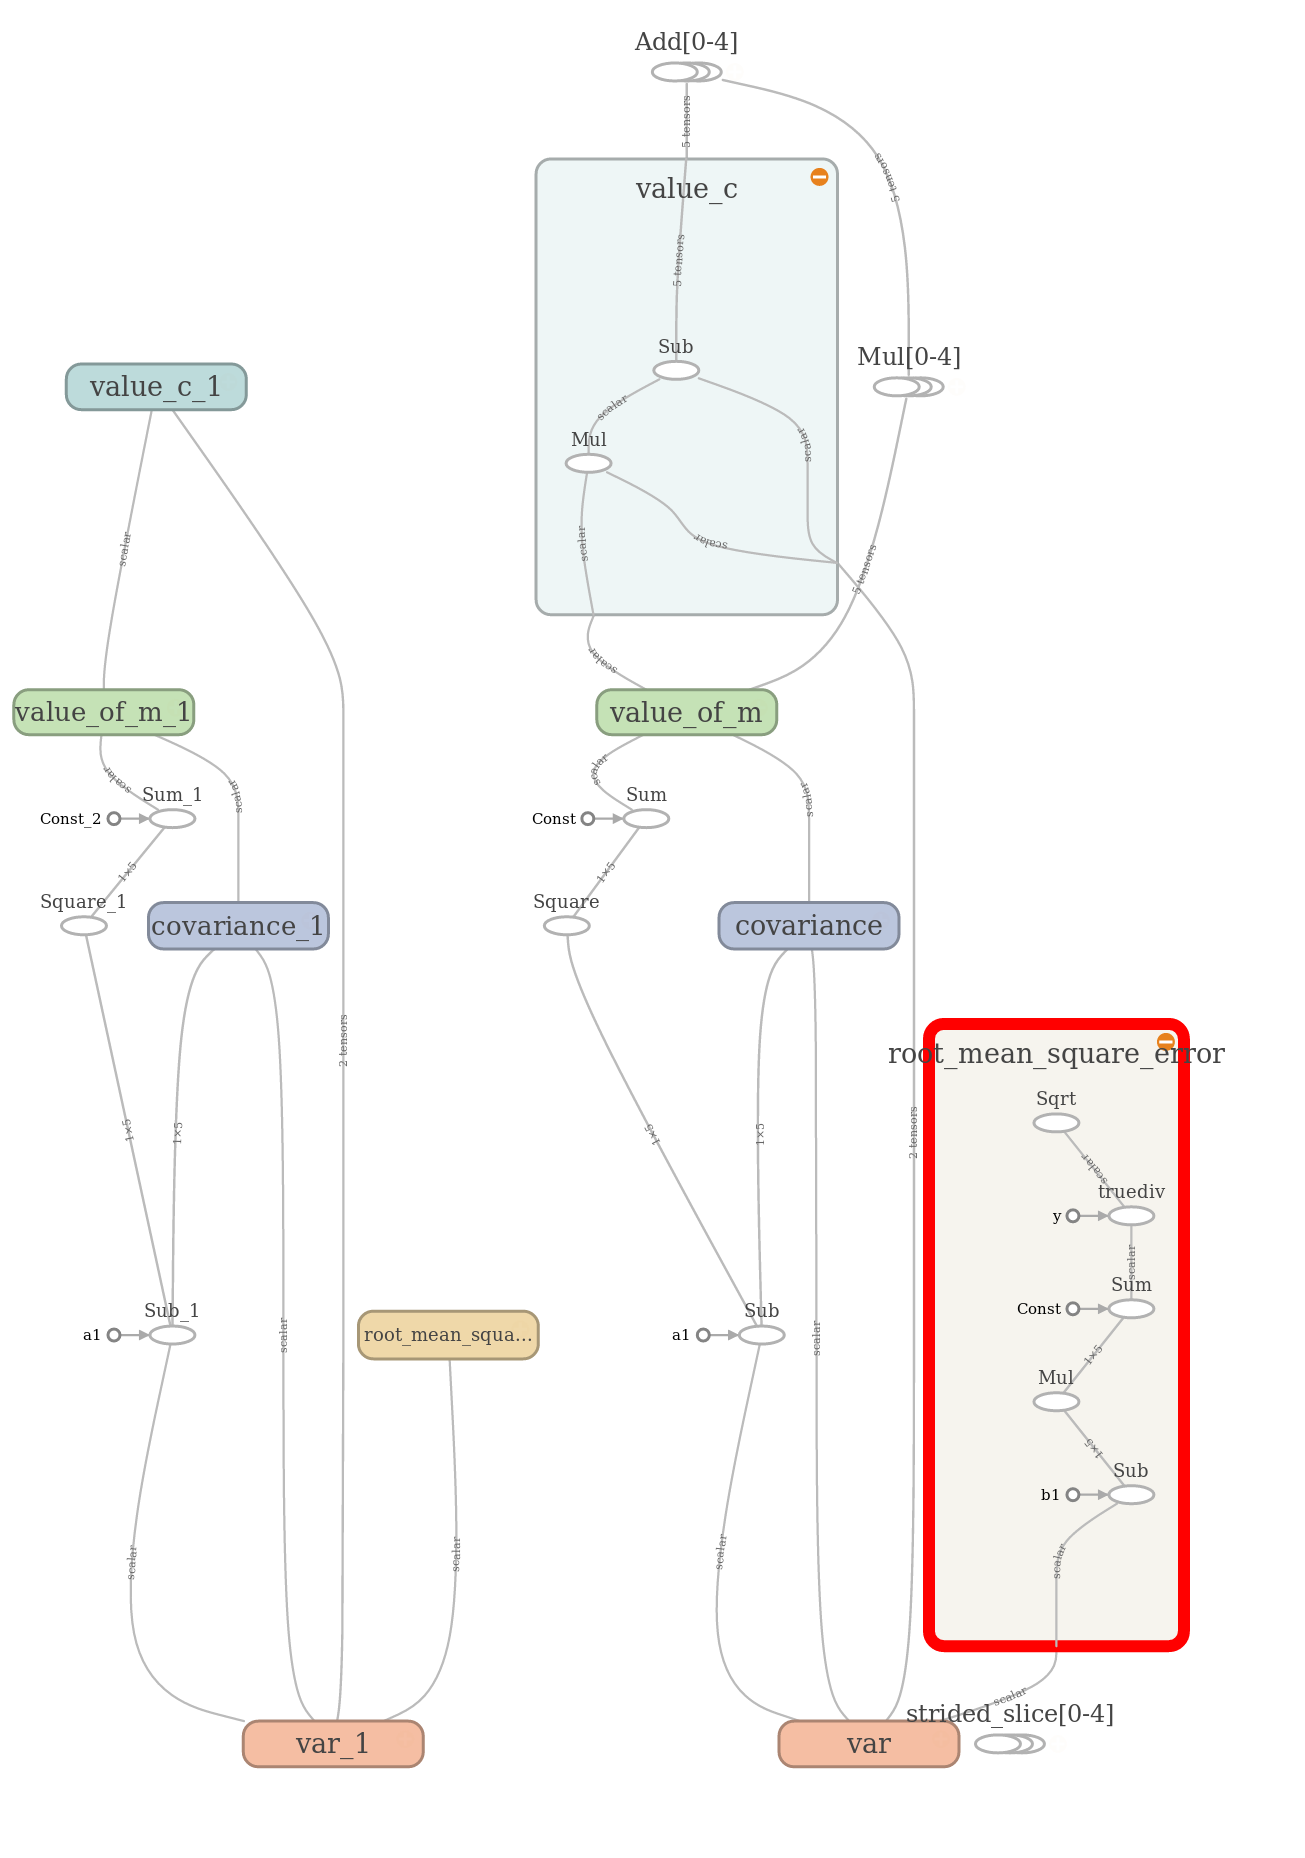 Add[0-4]
5 tensors
5 tensors
value_c
5 tensors
Sub
Mul[0-4]
value_c_1
scalar
scalar
Mul
scalar
scalar
scalar
5 tensors
scalar
value_of_m_1
value_of_m
scalar
scalar
Sum_1
Const_2
scalar
scalar
Sum
Const
1×5
1×5
Square_1
Square
covariance_1
covariance
2 tensors
root_mean_square_error
Sqrt
1×5
1×5
1×5
1×5
2 tensors
scalar
truediv
y
scalar
Sum
Const
Sub_1
a1
root_mean_squa...
Sub
a1
scalar
scalar
1×5
Mul
1×5
Sub
b1
scalar
scalar
scalar
scalar
scalar
strided_slice[0-4]
var_1
var